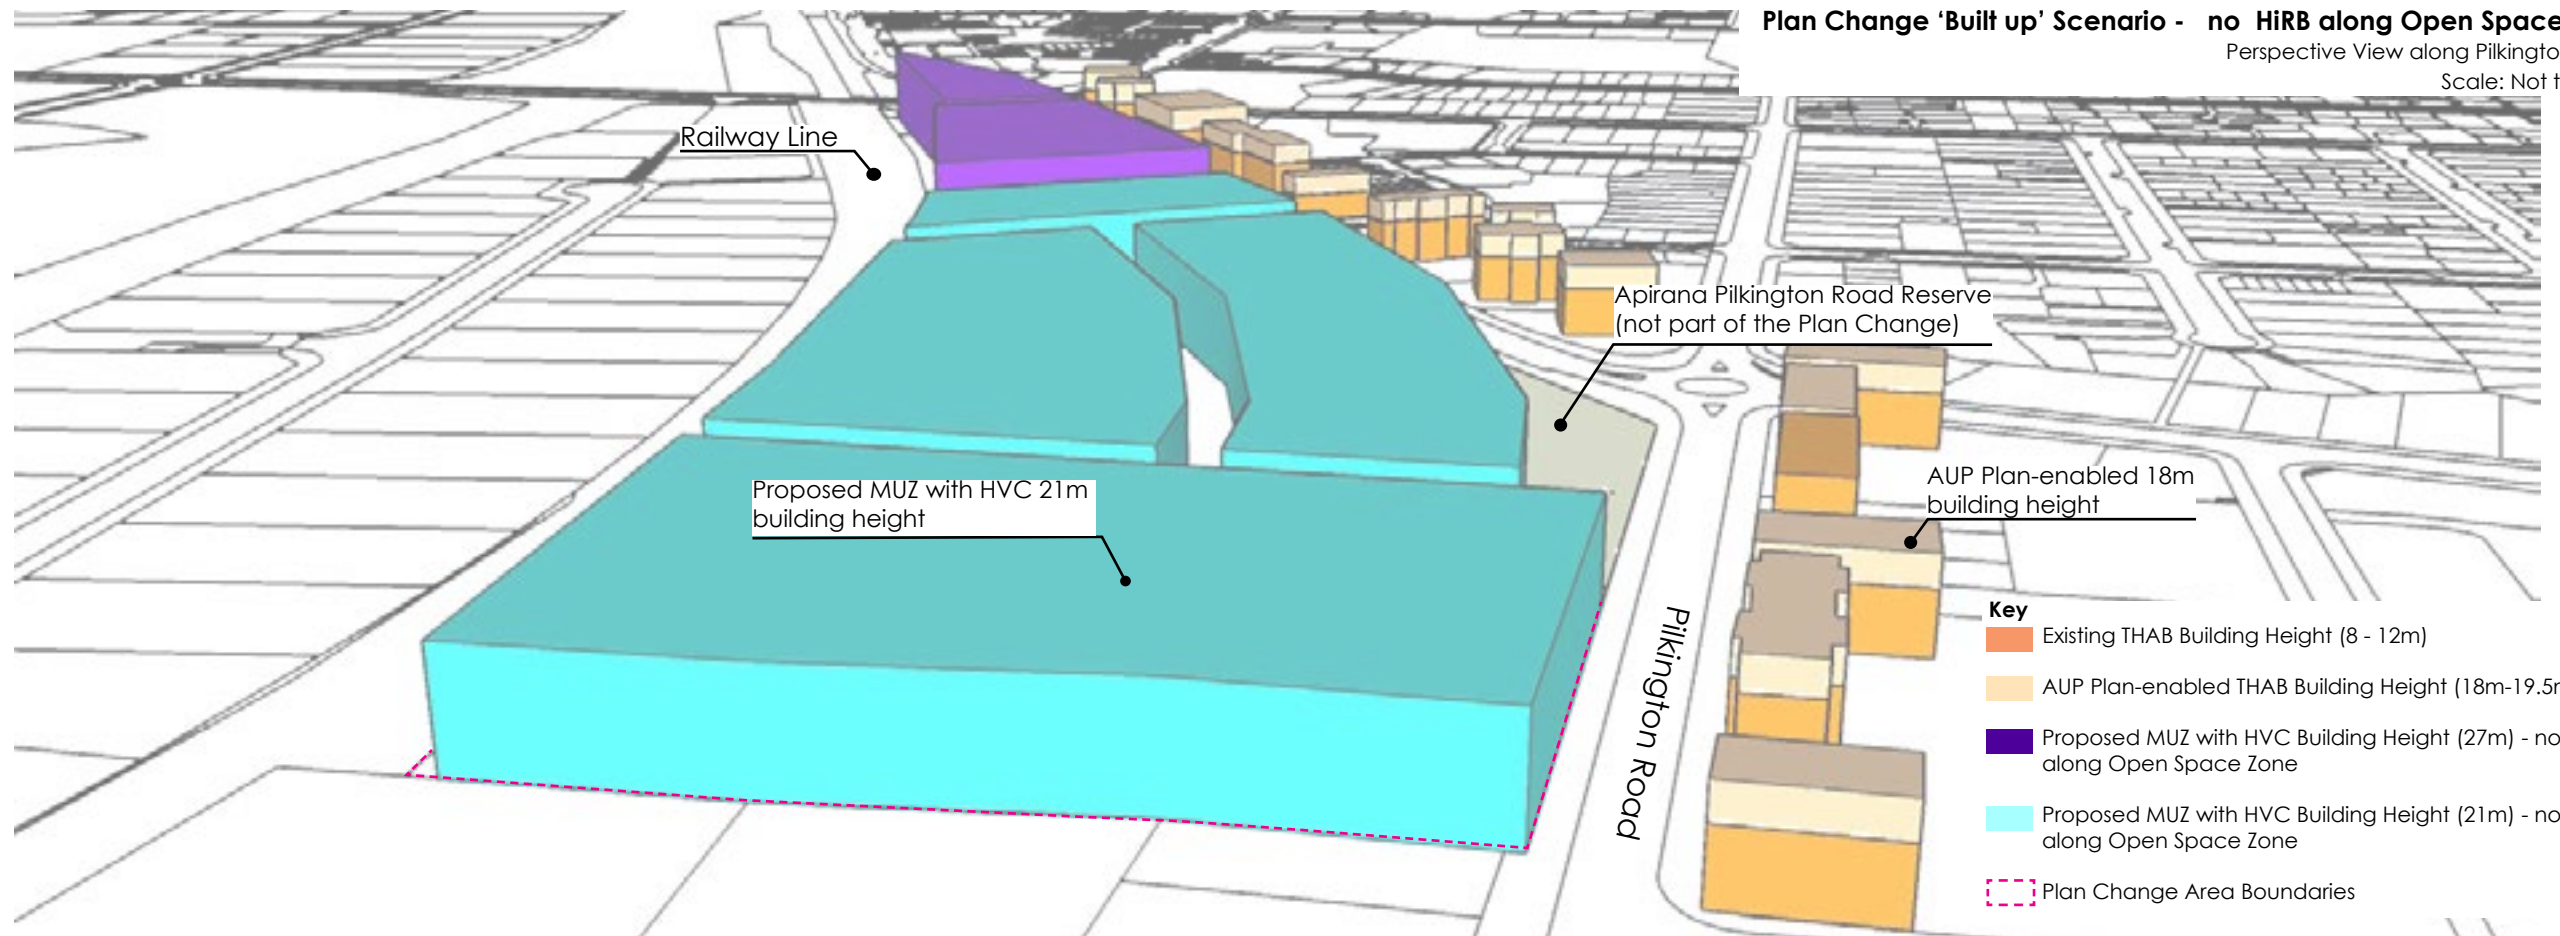 Plan Change ‘Built up’ Scenario - no HiRB along Open Space
Perspective View along Pilkingto
Scale: Not t
Railway Line
Apirana Pilkington Road Reserve
(not part of the Plan Change)
Proposed MUZ with HVC 21m
building height
AUP Plan-enabled 18m
building height
Pilkington Road
Key
Existing THAB Building Height (8 - 12m)
AUP Plan-enabled THAB Building Height (18m-19.5m
Proposed MUZ with HVC Building Height (27m) - no
along Open Space Zone
Proposed MUZ with HVC Building Height (21m) - no
along Open Space Zone
Plan Change Area Boundaries